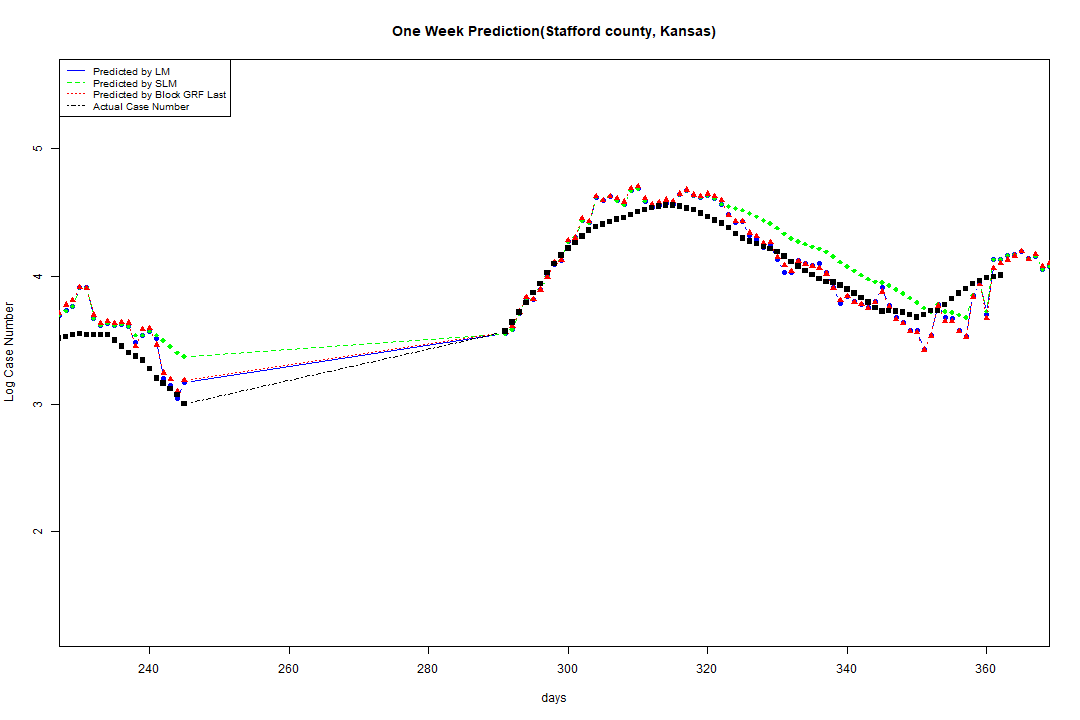 One Week Prediction(Stafford county, Kansas)
Predicted by LM
Predicted by SLM
Predicted by Block GRF Last
Actual Case Number
Log Case Number
5
4
3
2
240 260 280 300 320 340 360
days